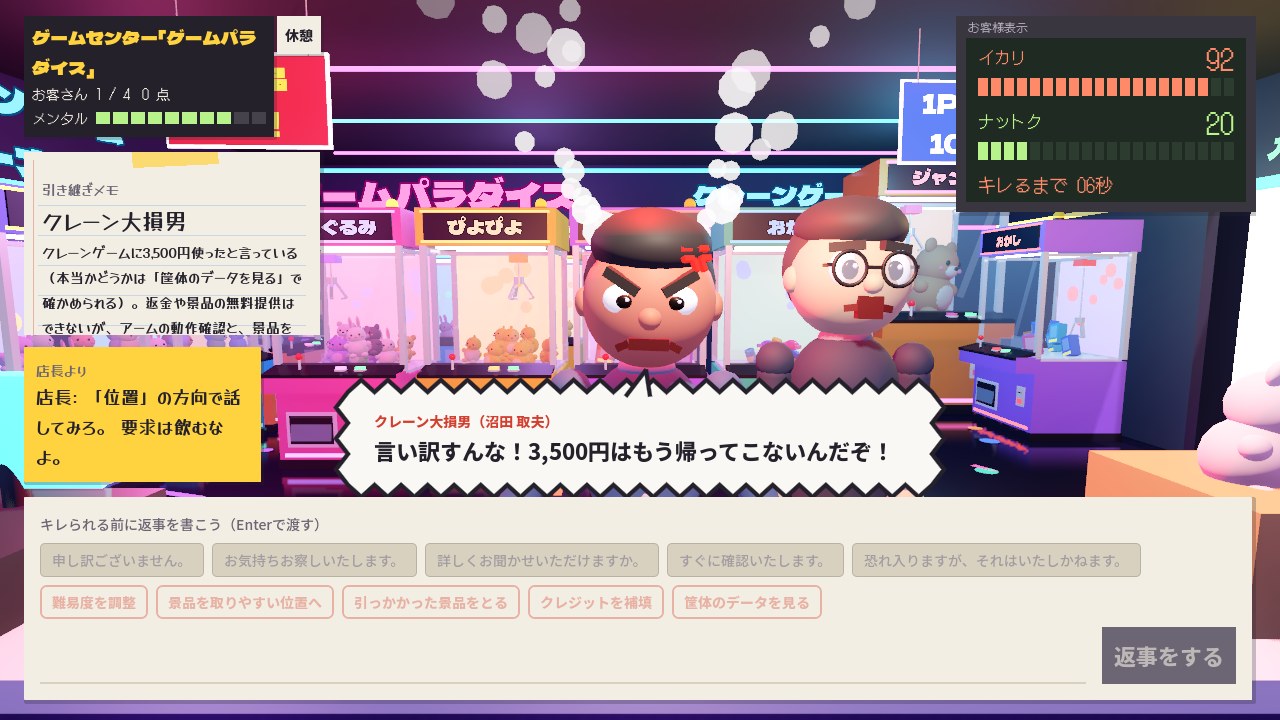 ゲームセンター「ゲームパラ
ダイス」
お客さん 1/4 0点
メンタル
休憩
お客様表示
イカリ 92
ナットク 20
キレるまで 06秒
引き継ぎメモ
クレーン大損男
クレーンゲームに3,500円使ったと言っている
（本当かどうかは「筐体のデータを見る」で
確かめられる）。返金や景品の無料提供は
できないが、アームの動作確認と、景品を
店長より
店長: 「位置」の方向で話
してみろ。 要求は飲むな
よ。
ームパラダイス
クレーンゲー
ぐるみ
ぴよぴよ
おか
1P
10
ジャン
おかし
クレーン大損男（沼田 取夫）
言い訳すんな！3,500円はもう帰ってこないんだぞ！
キレられる前に返事を書こう（Enterで渡す）
申し訳ございません。
お気持ちお察しいたします。
詳しくお聞かせいただけますか。
すぐに確認いたします。
恐れ入りますが、それはいたしかねます。
難易度を調整
景品を取りやすい位置へ
引っかかった景品をとる
クレジットを補填
筐体のデータを見る
返事をする